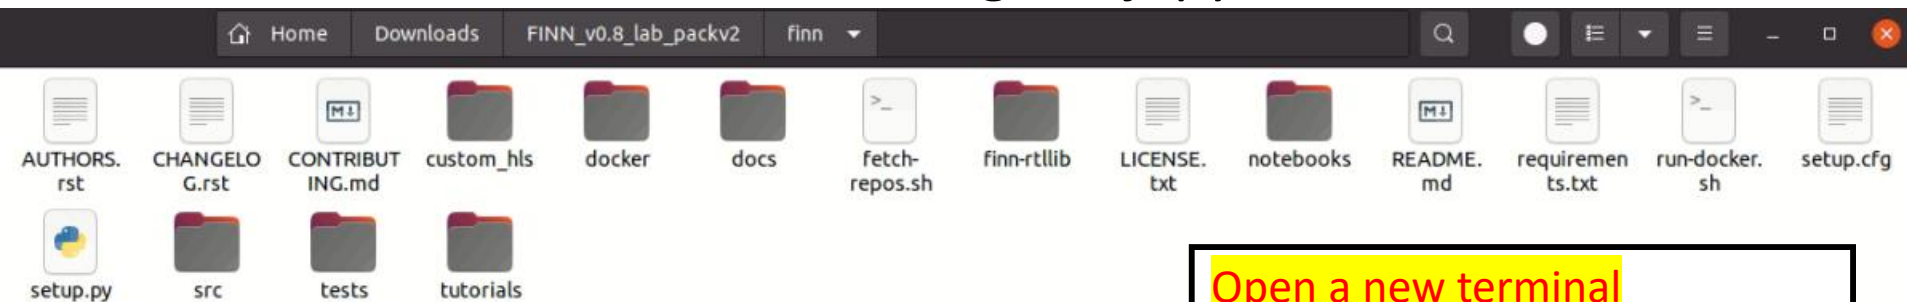 Home Downloads FINN_v0.8_lab_packv2 finn
AUTHORS. CHANGELO CONTRIBUT custom_hls docker docs fetch- finn-rtllib LICENSE. notebooks README. requiremen run-docker. setup.cfg
rst G.rst ING.md repos.sh txt md ts.txt sh
setup.py src tests tutorials
Open a new terminal